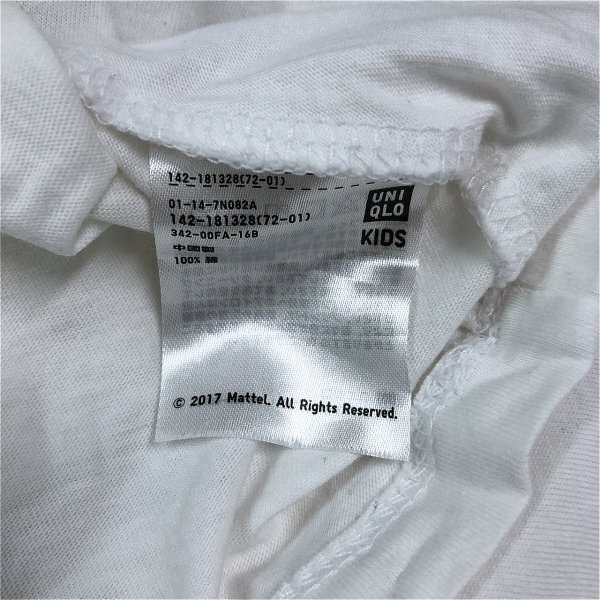 142-181328(72-01)
01-14-7N082A
142-181328(72-01)
342-00FA-16B
中国製
100% 綿
UNI
QLO
KIDS
© 2017 Mattel. All Rights Reserved.